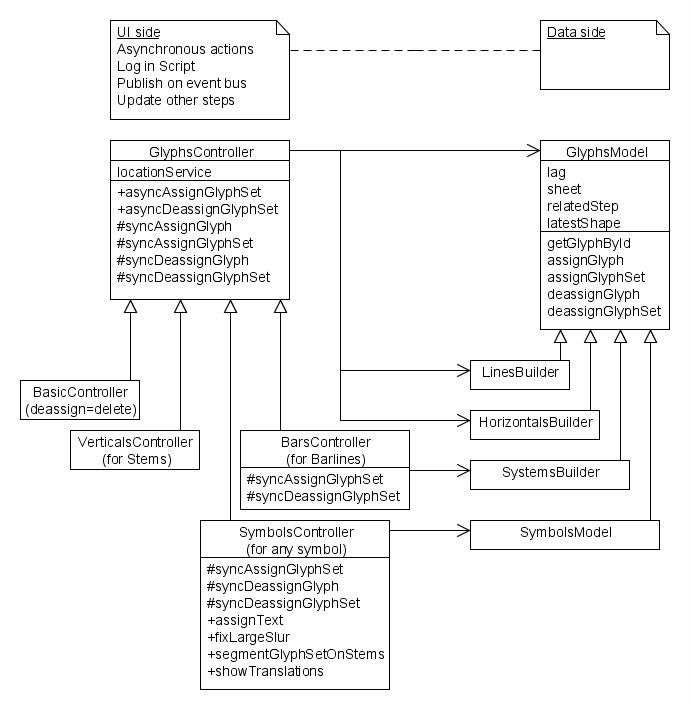 UI side
Asynchronous actions
Log in Script
Publish on event bus
Update other steps
Data side
GlyphsController
locationService
+asyncAssignGlyphSet
+asyncDeassignGlyphSet
#syncAssignGlyph
#syncAssignGlyphSet
#syncDeassignGlyph
#syncDeassignGlyphSet
GlyphsModel
lag
sheet
relatedStep
latestShape
getGlyphById
assignGlyph
assignGlyphSet
deassignGlyph
deassignGlyphSet
BasicController
(deassign=delete)
VerticalsController
(for Stems)
BarsController
(for Barlines)
#syncAssignGlyphSet
#syncDeassignGlyphSet
LinesBuilder
HorizontalsBuilder
SystemsBuilder
SymbolsController
(for any symbol)
#syncAssignGlyphSet
#syncDeassignGlyph
#syncDeassignGlyphSet
+assignText
+fixLargeSlur
+segmentGlyphSetOnStems
+showTranslations
SymbolsModel